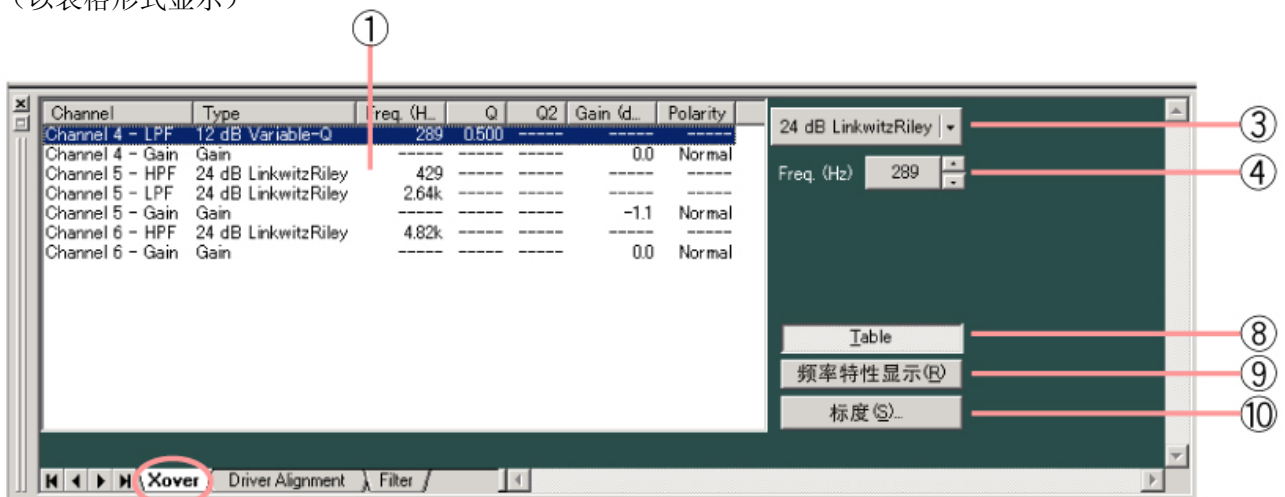 （以表格形式显示）
①
Channel Type Freq. (H... Q Q2 Gain (d... Polarity
Channel 4 - LPF 12 dB Variable-Q 289 0.500 ----- ----- -----
Channel 4 - Gain Gain ----- ----- ----- 0.0 Normal
Channel 5 - HPF 24 dB LinkwitzRiley 429 ----- ----- ----- -----
Channel 5 - LPF 24 dB LinkwitzRiley 2.64k ----- ----- ----- -----
Channel 5 - Gain Gain ----- ----- ----- -1.1 Normal
Channel 6 - HPF 24 dB LinkwitzRiley 4.82k ----- ----- ----- -----
Channel 6 - Gain Gain ----- ----- ----- 0.0 Normal
24 dB LinkwitzRiley ③
Freq. (Hz) 289 ④
Table ⑧
频率特性显示(R) ⑨
标度(S)... ⑩
Xover Driver Alignment Filter